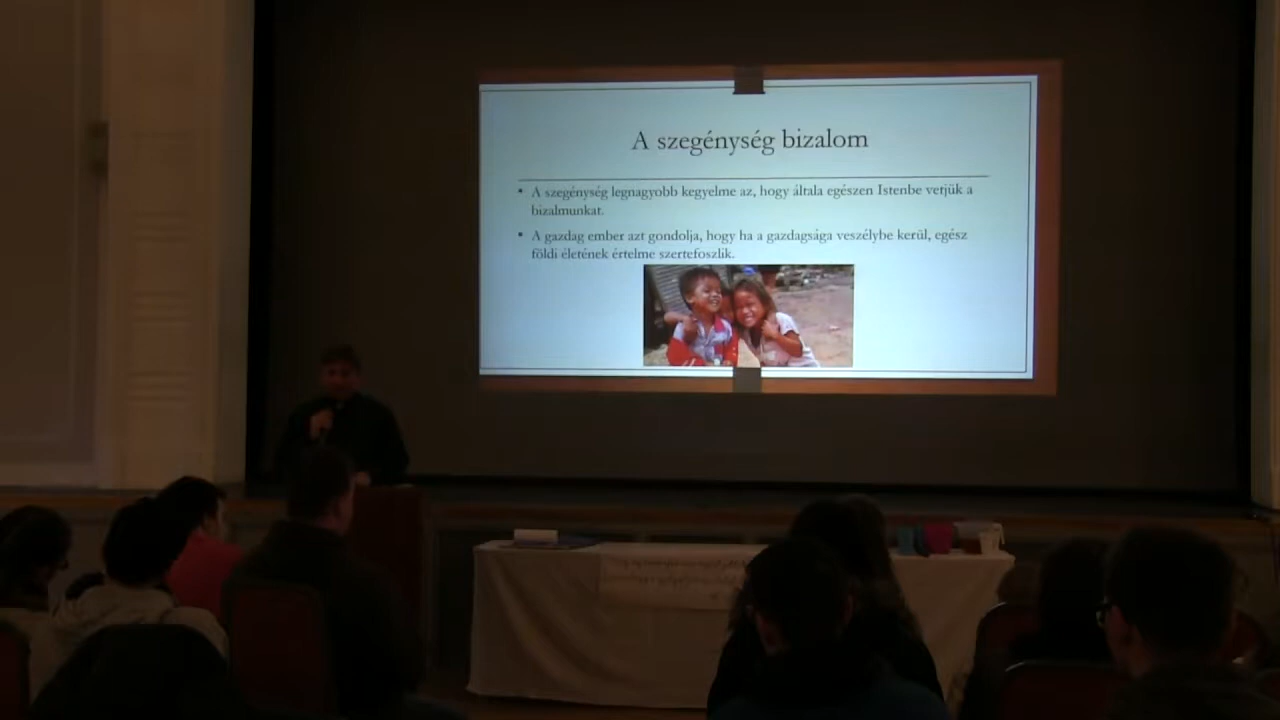 A szegénység bizalom
• A szegénység legnagyobb kegyelme az, hogy általa egészen Istenbe vetjük a
bizalmunkat.
• A gazdag ember azt gondolja, hogy ha a gazdagsága veszélybe kerül, egész
földi életének értelme szertefoszlik.